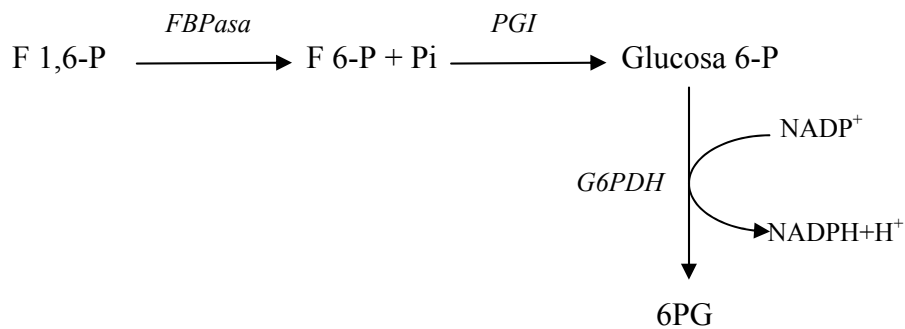 FBPasa PGI
F 1,6-P F 6-P + Pi Glucosa 6-P
NADP⁺
G6PDH
NADPH+H⁺
6PG